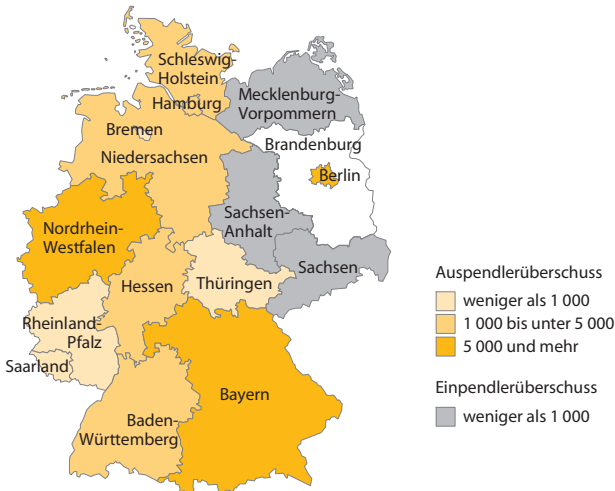 Schleswig-
Holstein
Hamburg
Mecklenburg-
Vorpommern
Bremen
Niedersachsen
Brandenburg
Berlin
Sachsen-
Anhalt
Nordrhein-
Westfalen
Hessen
Thüringen
Sachsen
Rheinland-
Pfalz
Saarland
Bayern
Baden-
Württemberg
Auspendlerüberschuss
weniger als 1 000
1 000 bis unter 5 000
5 000 und mehr
Einpendlerüberschuss
weniger als 1 000